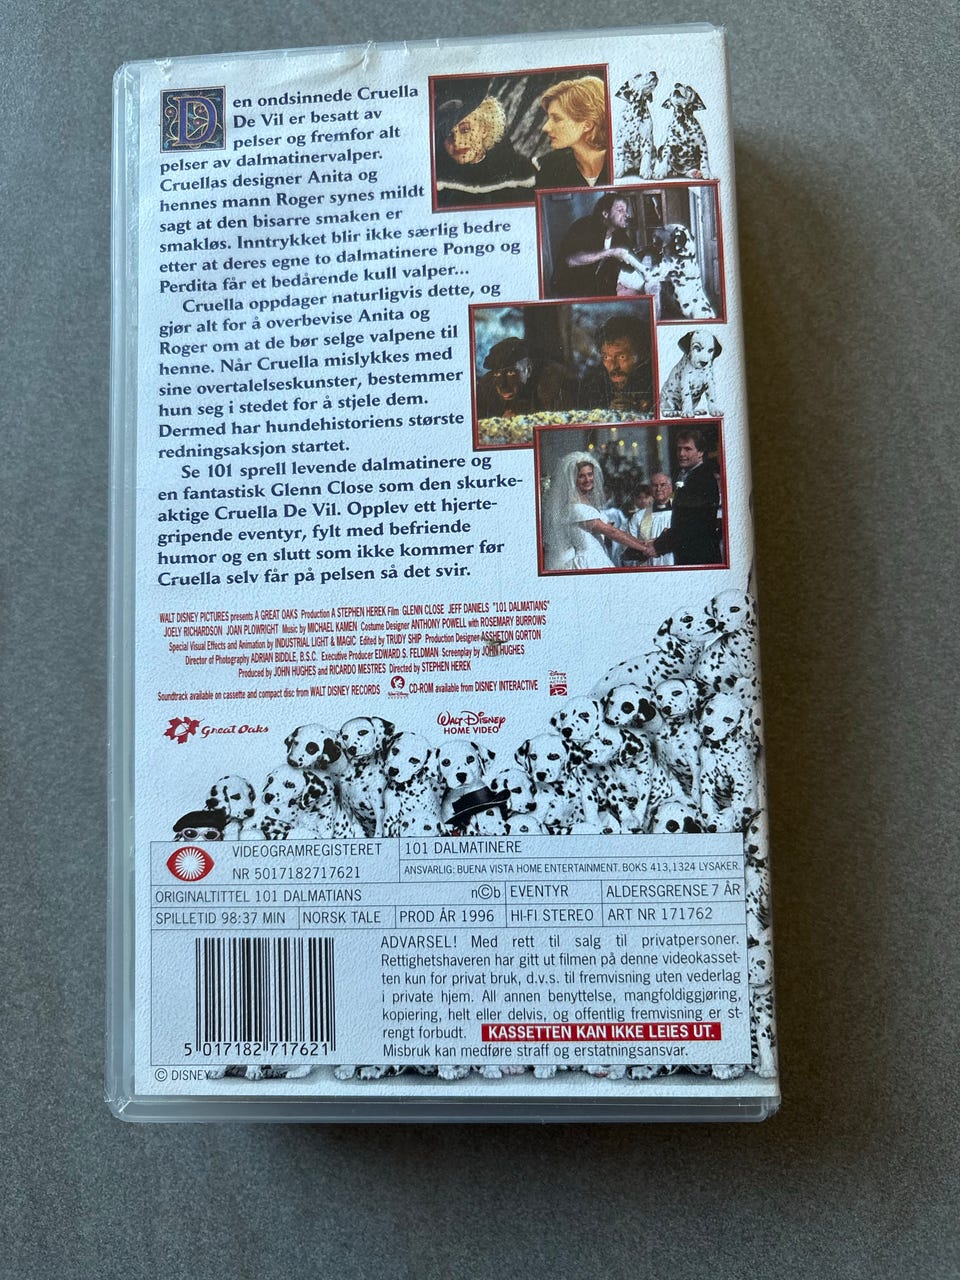 Den ondsinnede Cruella
De Vil er besatt av
pelser og fremfor alt
pelser av dalmatinervalper.
Cruellas designer Anita og
hennes mann Roger synes mildt
sagt at den bisarre smaken er
smakløs. Inntrykket blir ikke særlig bedre
etter at deres egne to dalmatinere Pongo og
Perdita får et bedårende kull valper...
Cruella oppdager naturligvis dette, og
gjør alt for å overbevise Anita og
Roger om at de bør selge valpene til
henne. Når Cruella mislykkes med
sine overtalelseskunster, bestemmer
hun seg i stedet for å stjele dem.
Dermed har hundehistoriens største
redningsaksjon startet.
Se 101 sprell levende dalmatinere og
en fantastisk Glenn Close som den skurke-
aktige Cruella De Vil. Opplev ett hjerte-
gripende eventyr, fylt med befriende
humor og en slutt som ikke kommer før
Cruella selv får på pelsen så det svir.
WALT DISNEY PICTURES presents A GREAT OAKS Production A STEPHEN HEREK Film GLENN CLOSE JEFF DANIELS "101 DALMATIANS"
JOELY RICHARDSON JOAN PLOWRIGHT Music by MICHAEL KAMEN Costume Designer ANTHONY POWELL with ROSEMARY BURROWS
Special Visual Effects and Animation by INDUSTRIAL LIGHT & MAGIC Edited by TRUDY SHIP Production Designer ASSHETON GORTON
Director of Photography ADRIAN BIDDLE, B.S.C. Executive Producer EDWARD S. FELDMAN Screenplay by JOHN HUGHES
Produced by JOHN HUGHES and RICARDO MESTRES Directed by STEPHEN HEREK
Soundtrack available on cassette and compact disc from WALT DISNEY RECORDS CD-ROM available from DISNEY INTERACTIVE
Great Oaks
WALT DISNEY
HOME VIDEO
VIDEOGRAMREGISTERET
NR 5017182717621
101 DALMATINERE
ANSVARLIG: BUENA VISTA HOME ENTERTAINMENT. BOKS 413,1324 LYSAKER.
ORIGINALTITTEL 101 DALMATIANS n©b EVENTYR ALDERSGRENSE 7 ÅR
SPILLETID 98:37 MIN NORSK TALE PROD ÅR 1996 HI-FI STEREO ART NR 171762
ADVARSEL! Med rett til salg til privatpersoner.
Rettighetshaveren har gitt ut filmen på denne videokasset-
ten kun for privat bruk, d.v.s. til fremvisning uten vederlag
i private hjem. All annen benyttelse, mangfoldiggjøring,
kopiering, helt eller delvis, og offentlig fremvisning er st-
rengt forbudt. KASSETTEN KAN IKKE LEIES UT.
Misbruk kan medføre straff og erstatningsansvar.
5 017182 717621
© DISNEY